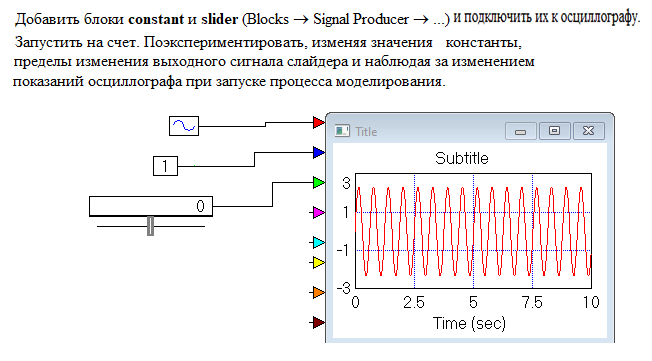 Добавить блоки constant и slider (Blocks → Signal Producer → ...) и подключить их к осциллографу.
Запустить на счет. Поэкспериментировать, изменяя значения константы,
пределы изменения выходного сигнала слайдера и наблюдая за изменением
показаний осциллографа при запуске процесса моделирования.
Title
Subtitle
1
0
3
1
-1
-3
0 2.5 5 7.5 10
Time (sec)